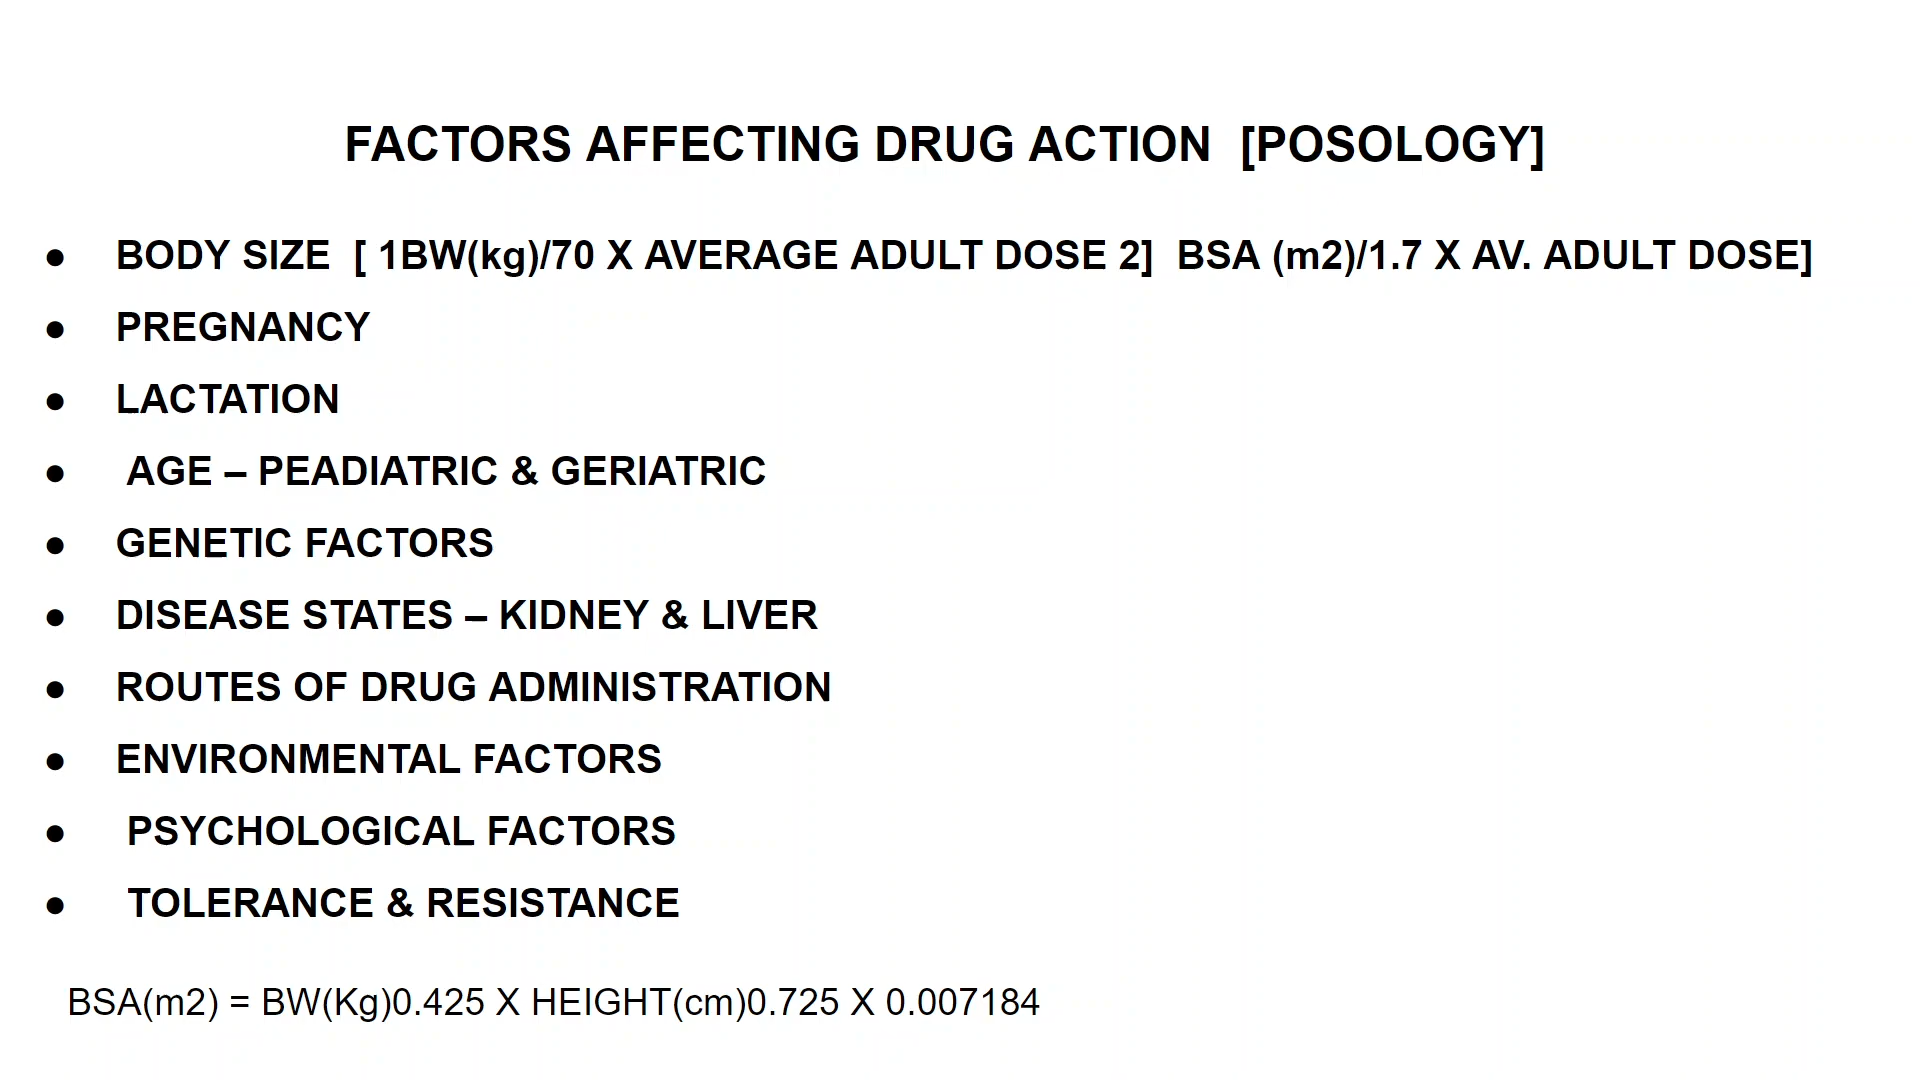 FACTORS AFFECTING DRUG ACTION [POSOLOGY]
● BODY SIZE [ 1BW(kg)/70 X AVERAGE ADULT DOSE 2] BSA (m2)/1.7 X AV. ADULT DOSE]
● PREGNANCY
● LACTATION
● AGE – PEADIATRIC & GERIATRIC
● GENETIC FACTORS
● DISEASE STATES – KIDNEY & LIVER
● ROUTES OF DRUG ADMINISTRATION
● ENVIRONMENTAL FACTORS
● PSYCHOLOGICAL FACTORS
● TOLERANCE & RESISTANCE
BSA(m2) = BW(Kg)0.425 X HEIGHT(cm)0.725 X 0.007184